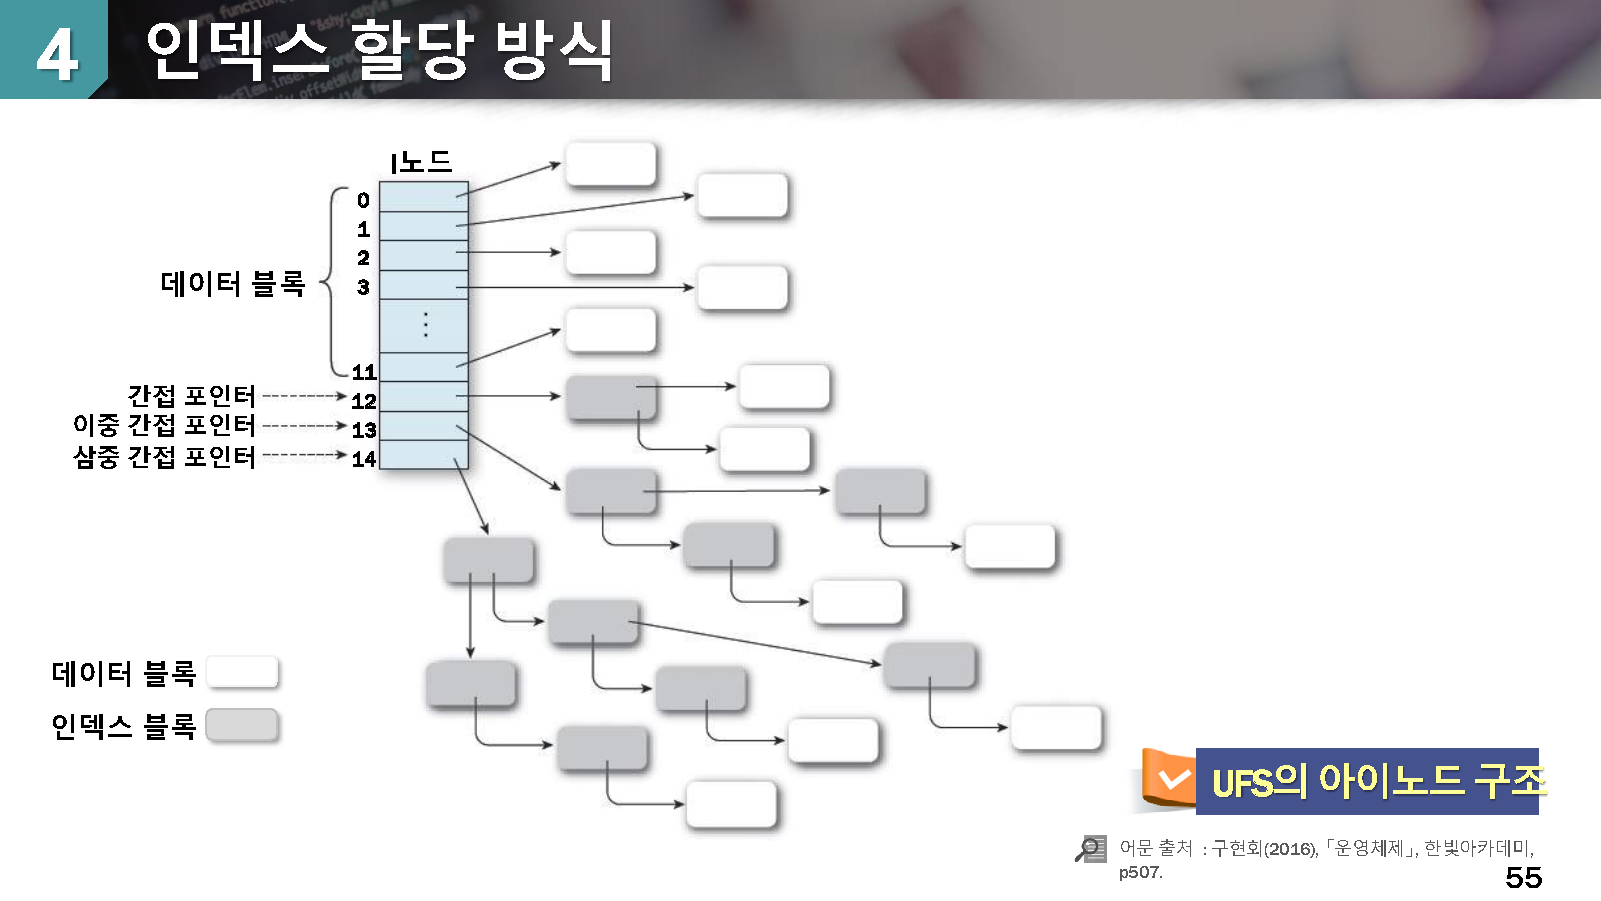 4 인덱스 할당 방식
I노드
0
1
2
3
데이터 블록
⋮
11
간접 포인터 12
이중 간접 포인터 13
삼중 간접 포인터 14
데이터 블록
인덱스 블록
UFS의 아이노드 구조
어문 출처 : 구현회(2016), 「운영체제」, 한빛아카데미,
p507.
55